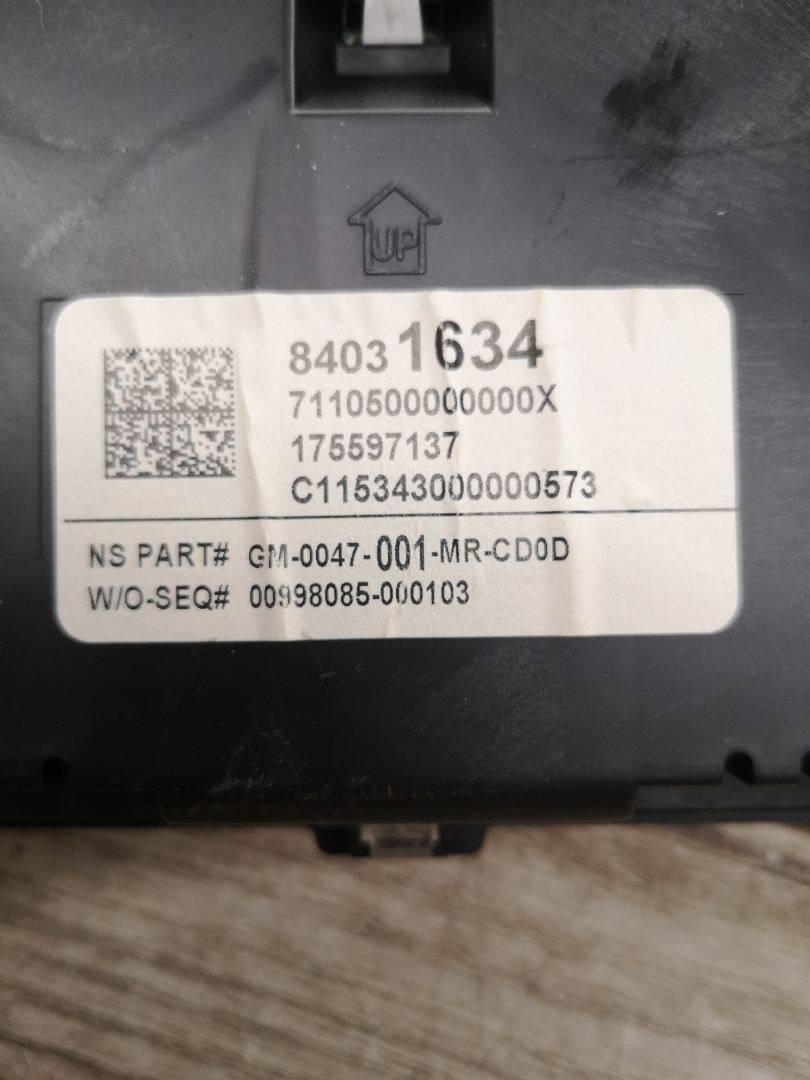 UP
84031634
7110500000000X
175597137
C115343000000573
NS PART# GM-0047-001-MR-CD0D
W/O-SEQ# 00998085-000103